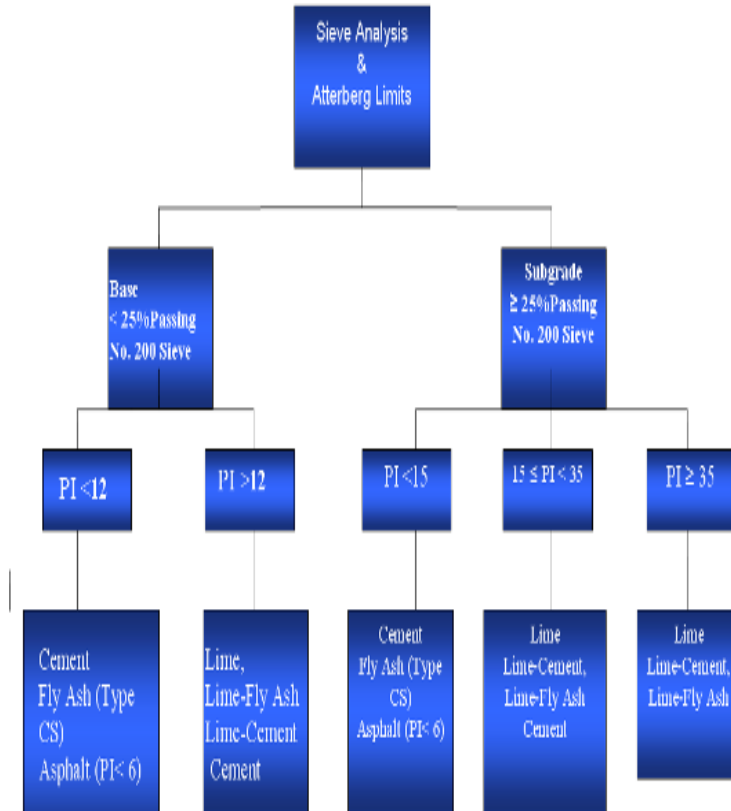 Sieve Analysis
&
Atterberg Limits
Base
< 25%Passing
No. 200 Sieve
Subgrade
≥ 25%Passing
No. 200 Sieve
PI <12
PI >12
PI <15
15 ≤ PI < 35
PI ≥ 35
Cement
Fly Ash (Type
CS)
Asphalt (PI< 6)
Lime,
Lime-Fly Ash
Lime-Cement
Cement
Cement
Fly Ash (Type
CS)
Asphalt (PI< 6)
Lime
Lime-Cement,
Lime-Fly Ash
Cement
Lime
Lime-Cement,
Lime-Fly Ash